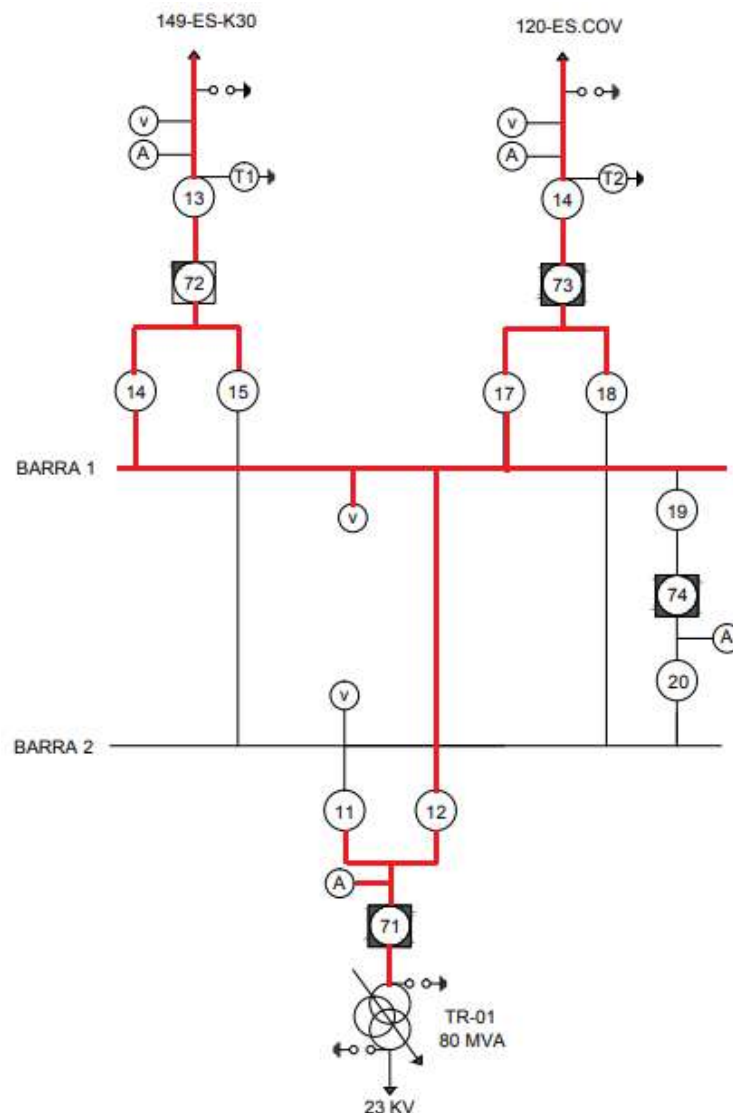 149-ES-K30
120-ES.COV
v
v
A
A
T1
T2
13
14
72
73
14
15
17
18
BARRA 1
19
v
74
A
20
v
BARRA 2
11
12
A
71
TR-01
80 MVA
23 KV